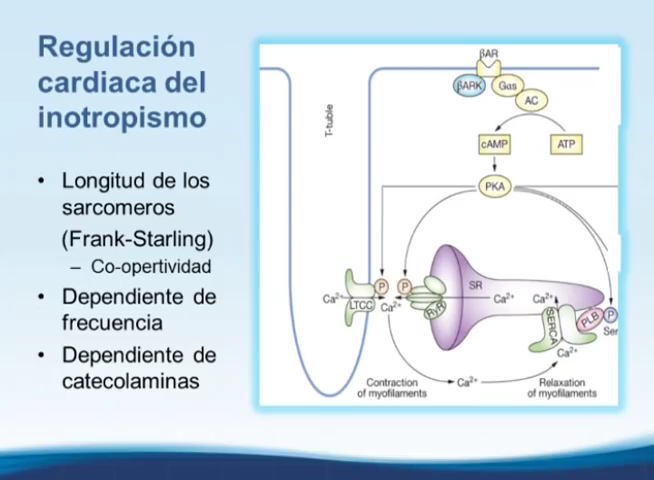 Regulación
cardiaca del
inotropismo
• Longitud de los
sarcomeros
(Frank-Starling)
– Co-opertividad
• Dependiente de
frecuencia
• Dependiente de
catecolaminas
T-tuble
βAR
βARK
Gas
AC
cAMP
ATP
PKA
P
P
SR
Ca2+
LTCC
Ca2+
RyR
Ca2+
Ca2+
SERCA
PLB
P
Ser
Ca2+
Contraction
of myofilaments
Ca2+
Relaxation
of myofilaments